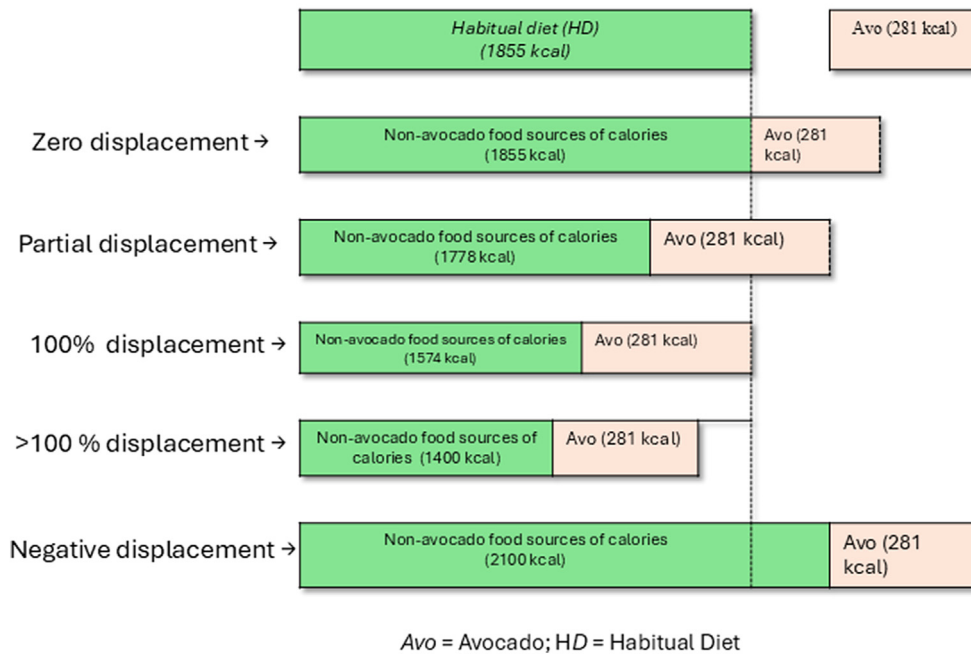 Habitual diet (HD)
(1855 kcal)
Avo (281 kcal)
Zero displacement →
Non-avocado food sources of calories
(1855 kcal)
Avo (281
kcal)
Partial displacement →
Non-avocado food sources of calories
(1778 kcal)
Avo (281 kcal)
100% displacement →
Non-avocado food sources of calories
(1574 kcal)
Avo (281 kcal)
>100 % displacement →
Non-avocado food sources of
calories (1400 kcal)
Avo (281 kcal)
Negative displacement →
Non-avocado food sources of calories
(2100 kcal)
Avo (281
kcal)
Avo = Avocado; HD = Habitual Diet